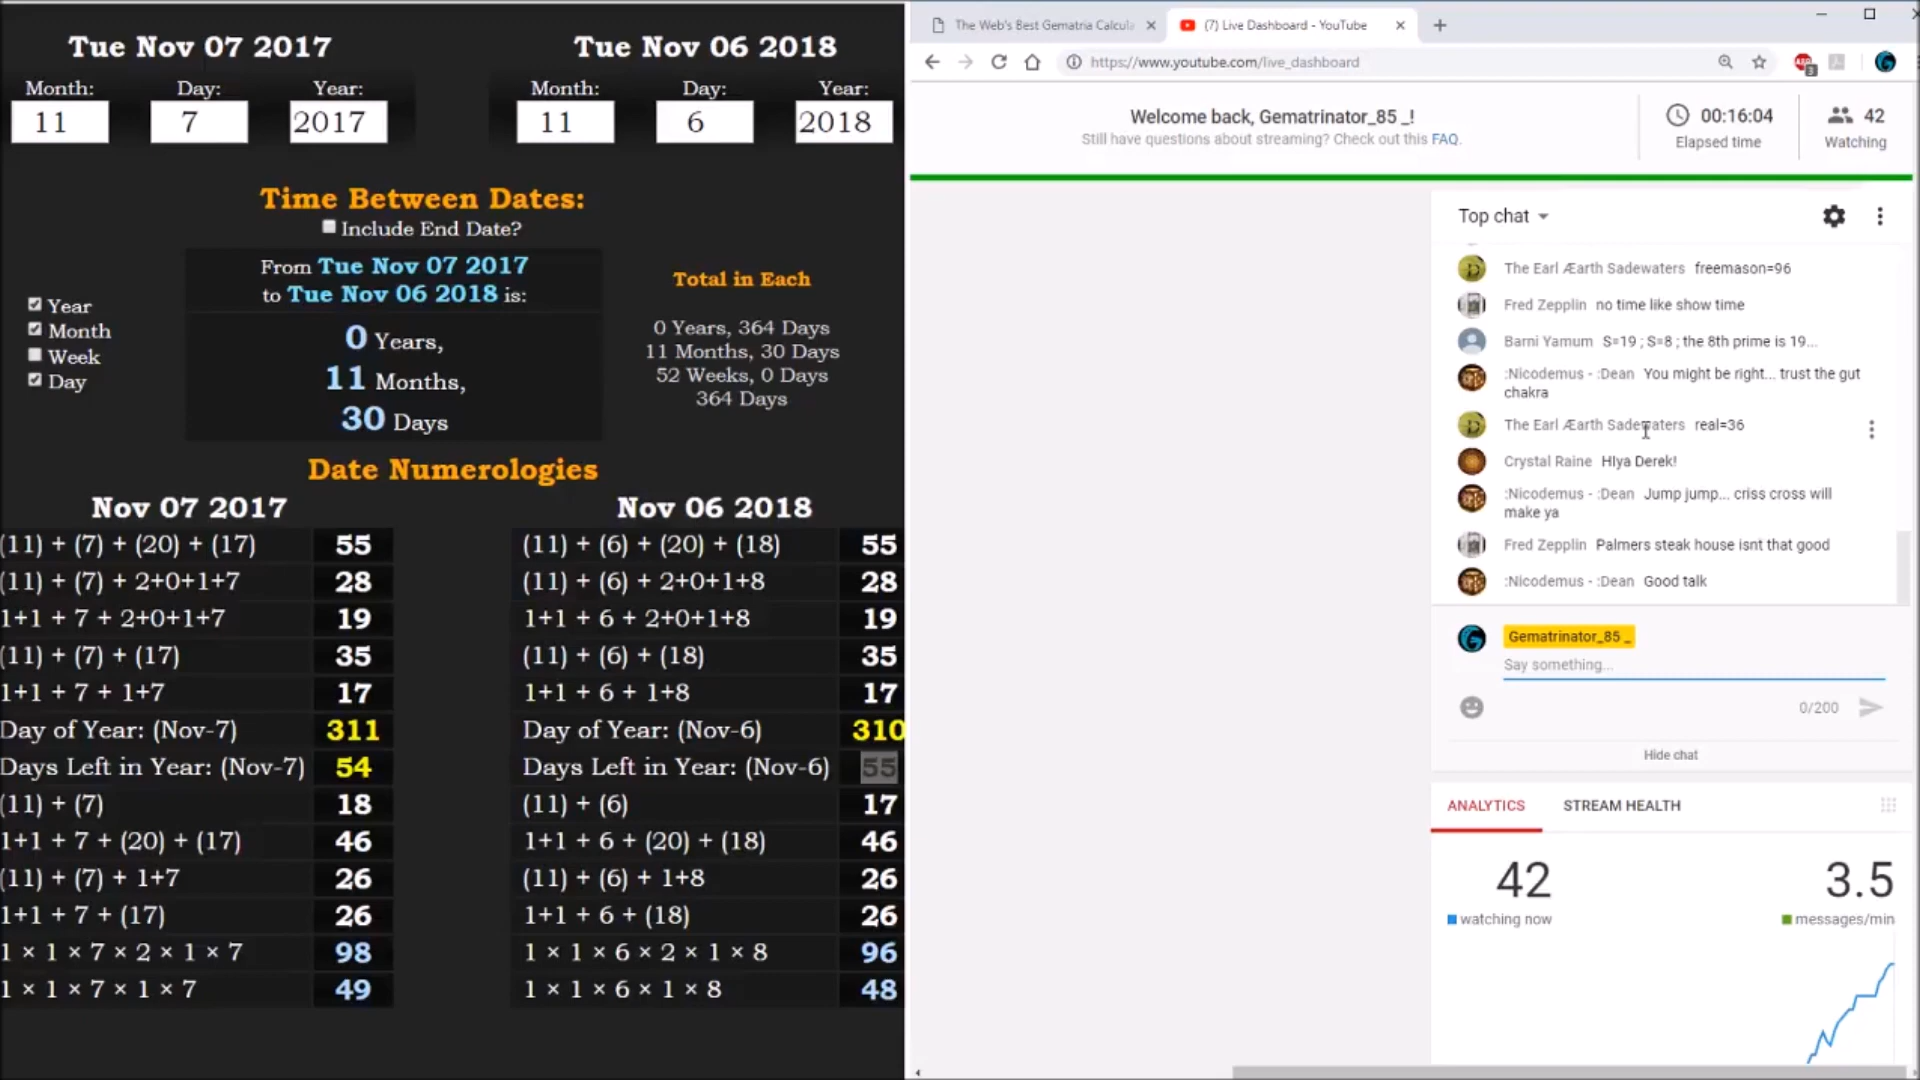 Tue Nov 07 2017
Tue Nov 06 2018
Month:
Day:
Year:
11
7
2017
Month:
Day:
Year:
11
6
2018
Time Between Dates:
Include End Date?
From Tue Nov 07 2017
to Tue Nov 06 2018 is:
0 Years,
11 Months,
30 Days
Year
Month
Week
Day
Total in Each
0 Years, 364 Days
11 Months, 30 Days
52 Weeks, 0 Days
364 Days
Date Numerologies
Nov 07 2017
(11) + (7) + (20) + (17) 55
(11) + (7) + 2+0+1+7 28
1+1 + 7 + 2+0+1+7 19
(11) + (7) + (17) 35
1+1 + 7 + 1+7 17
Day of Year: (Nov-7) 311
Days Left in Year: (Nov-7) 54
(11) + (7) 18
1+1 + 7 + (20) + (17) 46
(11) + (7) + 1+7 26
1+1 + 7 + (17) 26
1 × 1 × 7 × 2 × 1 × 7 98
1 × 1 × 7 × 1 × 7 49
Nov 06 2018
(11) + (6) + (20) + (18) 55
(11) + (6) + 2+0+1+8 28
1+1 + 6 + 2+0+1+8 19
(11) + (6) + (18) 35
1+1 + 6 + 1+8 17
Day of Year: (Nov-6) 310
Days Left in Year: (Nov-6) 55
(11) + (6) 17
1+1 + 6 + (20) + (18) 46
(11) + (6) + 1+8 26
1+1 + 6 + (18) 26
1 × 1 × 6 × 2 × 1 × 8 96
1 × 1 × 6 × 1 × 8 48
The Web's Best Gematria Calcula
(7) Live Dashboard - YouTube
https://www.youtube.com/live_dashboard
Welcome back, Gematrinator_85 _!
Still have questions about streaming? Check out this FAQ.
00:16:04
Elapsed time
42
Watching
Top chat
The Earl Æarth Sadewaters freemason=96
Fred Zepplin no time like show time
Barni Yamum S=19 ; S=8 ; the 8th prime is 19...
:Nicodemus - :Dean You might be right... trust the gut
chakra
The Earl Æarth Sadewaters real=36
Crystal Raine HIya Derek!
:Nicodemus - :Dean Jump jump... criss cross will
make ya
Fred Zepplin Palmers steak house isnt that good
:Nicodemus - :Dean Good talk
Gematrinator_85 _
Say something...
0/200
Hide chat
ANALYTICS
STREAM HEALTH
42
watching now
3.5
messages/min